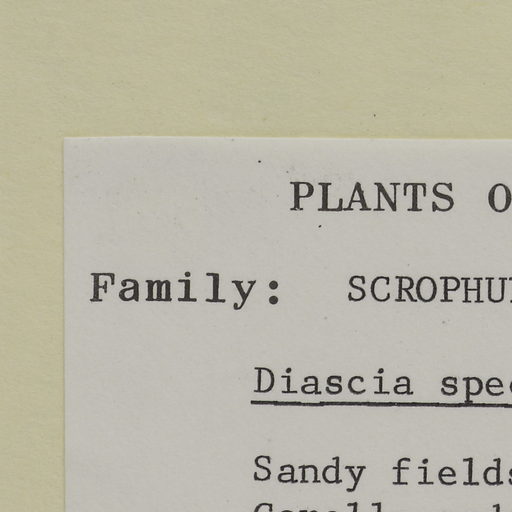 PLANTS O
Family: SCROPHU
Diascia spec
Sandy fields